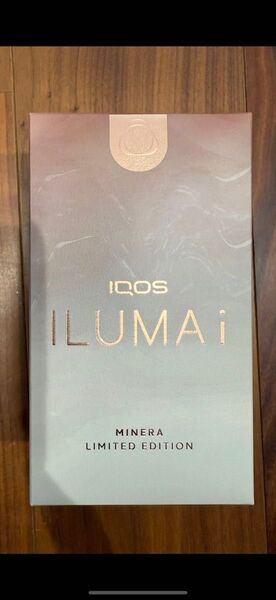 IQOS
ILUMA i
MINERA
LIMITED EDITION